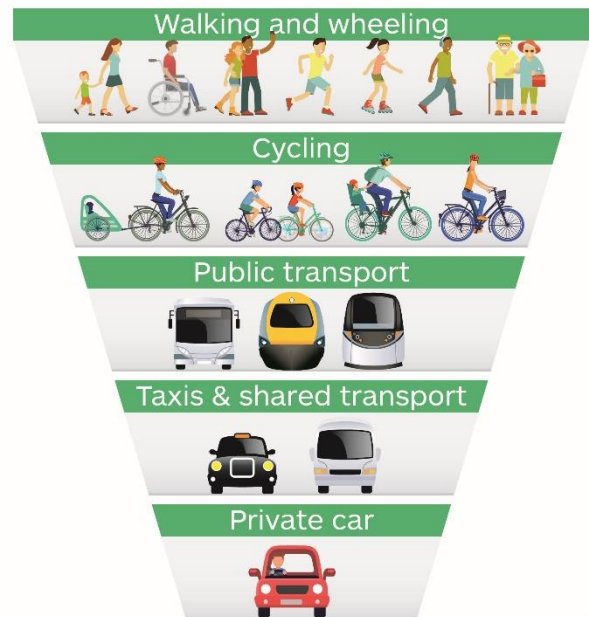 Walking and wheeling
Cycling
Public transport
Taxis & shared transport
Private car